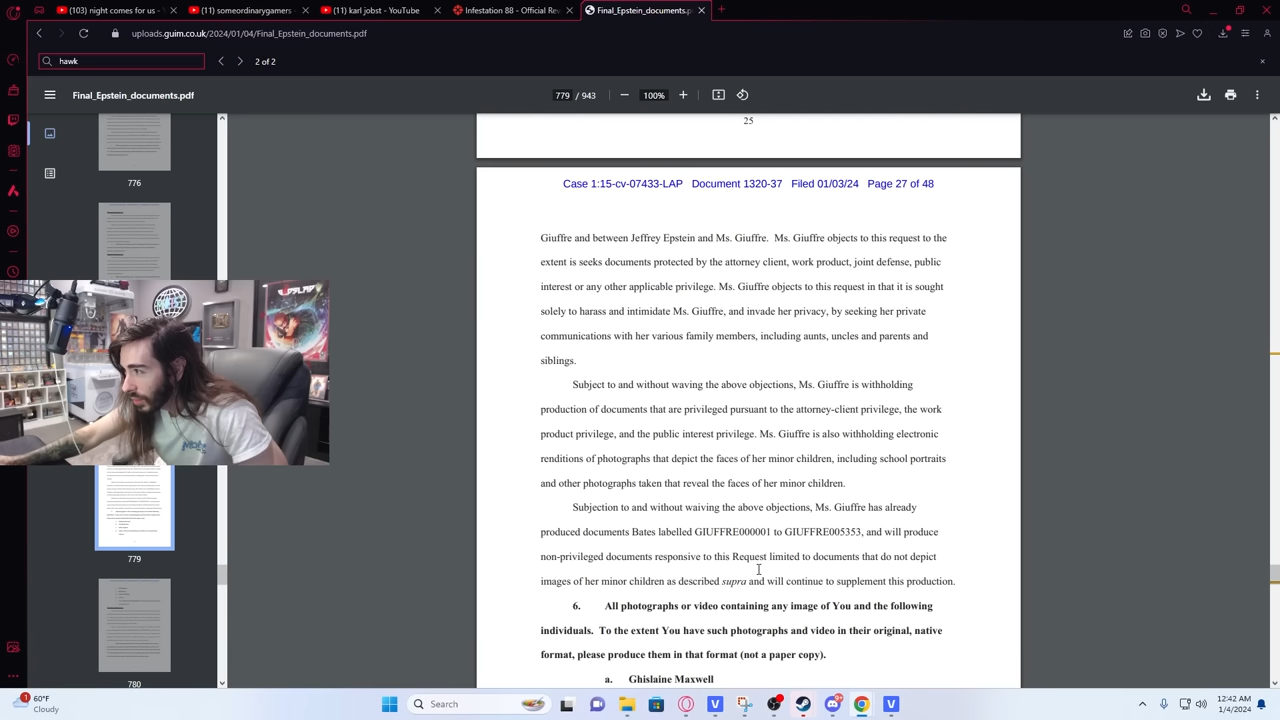 (103) night comes for us -
(11) someordinarygamers -
(11) karl jobst - YouTube
Infestation 88 - Official Rev
Final_Epstein_documents.p
uploads.guim.co.uk/2024/01/04/Final_Epstein_documents.pdf
hawk
2 of 2
Final_Epstein_documents.pdf
779 / 943
100%
776
779
780
25
Case 1:15-cv-07433-LAP Document 1320-37 Filed 01/03/24 Page 27 of 48
Giuffre and between Jeffrey Epstein and Ms. Giuffre. Ms. Giuffre objects to this request to the
extent is seeks documents protected by the attorney client, work product, joint defense, public
interest or any other applicable privilege. Ms. Giuffre objects to this request in that it is sought
solely to harass and intimidate Ms. Giuffre, and invade her privacy, by seeking her private
communications with her various family members, including aunts, uncles and parents and
siblings.
Subject to and without waving the above objections, Ms. Giuffre is withholding
production of documents that are privileged pursuant to the attorney-client privilege, the work
product privilege, and the public interest privilege. Ms. Giuffre is also withholding electronic
renditions of photographs that depict the faces of her minor children, including school portraits
and other photographs taken that reveal the faces of her minor children.
Subjection to and without waiving the above objections, Ms. Giuffre has already
produced documents Bates labelled GIUFFRE000001 to GIUFFRE005353, and will produce
non-privileged documents responsive to this Request limited to documents that do not depict
images of her minor children as described supra and will continue to supplement this production.
6. All photographs or video containing any image of You and the following
individuals. To the extent You have such photographs and video in their original, native
format, please produce them in that format (not a paper copy).
a. Ghislaine Maxwell
1
60°F
Cloudy
Search
12:42 AM
1/4/2024